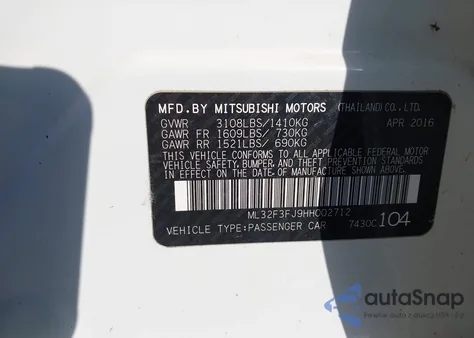 MFD.BY MITSUBISHI MOTORS (THAILAND) CO., LTD.
GVWR 3108LBS/1410KG APR 2016
GAWR FR 1609LBS/ 730KG
GAWR RR 1521LBS/ 690KG
THIS VEHICLE CONFORMS TO ALL APPLICABLE FEDERAL MOTOR
VEHICLE SAFETY, BUMPER, AND THEFT PREVENTION STANDARDS
IN EFFECT ON THE DATE OF MANUFACTURE SHOWN ABOVE.
ML32F3FJ9HH002712
VEHICLE TYPE:PASSENGER CAR 7430C 104
autoSnap